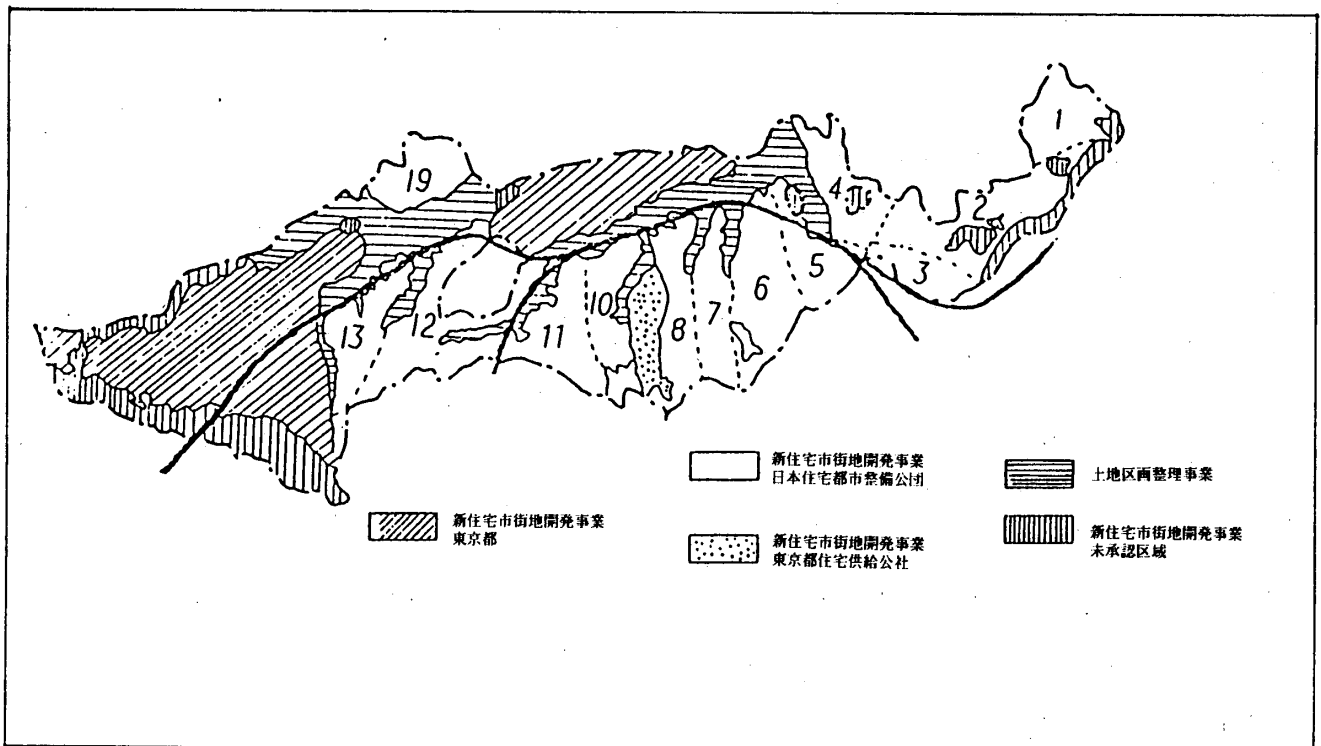 1
19
4
2
3
5
6
7
8
10
11
12
13
新住宅市街地開発事業
東京都
新住宅市街地開発事業
日本住宅都市整備公団
新住宅市街地開発事業
東京都住宅供給公社
土地区画整理事業
新住宅市街地開発事業
未承認区域